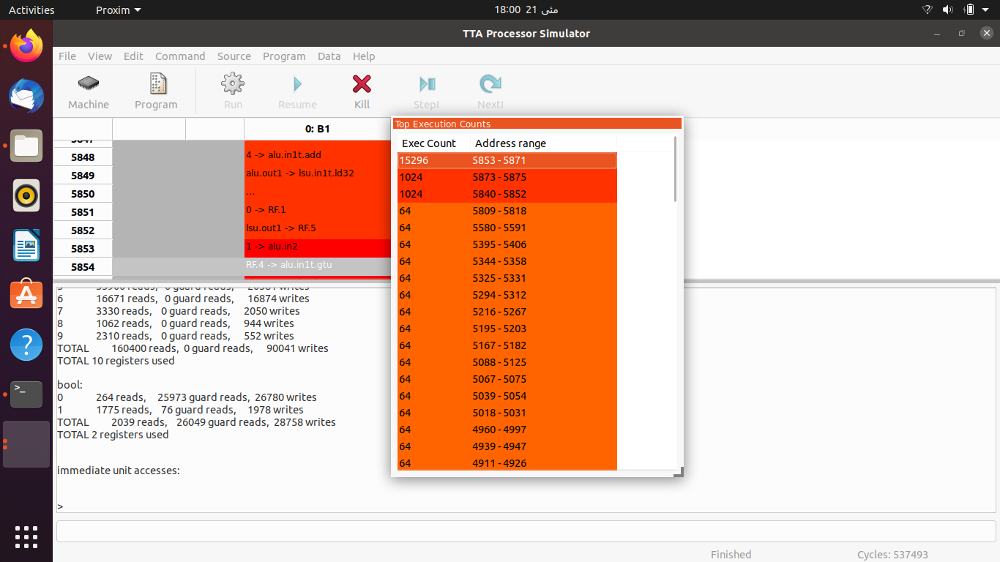 Activities
Proxim
18:00 21 مئی
TTA Processor Simulator
File View Edit Command Source Program Data Help
Machine Program Run Resume Kill StepI NextI
0: B1
5847
5848 4 -> alu.in1t.add
5849 alu.out1 -> lsu.in1t.ld32
5850 ...
5851 0 -> RF.1
5852 lsu.out1 -> RF.5
5853 1 -> alu.in2
5854 RF.4 -> alu.in1t.gtu
Top Execution Counts
Exec Count Address range
15296 5853 - 5871
1024 5873 - 5875
1024 5840 - 5852
64 5809 - 5818
64 5580 - 5591
64 5395 - 5406
64 5344 - 5358
64 5325 - 5331
64 5294 - 5312
64 5216 - 5267
64 5195 - 5203
64 5167 - 5182
64 5088 - 5125
64 5067 - 5075
64 5039 - 5054
64 5018 - 5031
64 4960 - 4997
64 4939 - 4947
64 4911 - 4926
6 16671 reads, 0 guard reads, 16874 writes
7 3330 reads, 0 guard reads, 2050 writes
8 1062 reads, 0 guard reads, 944 writes
9 2310 reads, 0 guard reads, 552 writes
TOTAL 160400 reads, 0 guard reads, 90041 writes
TOTAL 10 registers used
bool:
0 264 reads, 25973 guard reads, 26780 writes
1 1775 reads, 76 guard reads, 1978 writes
TOTAL 2039 reads, 26049 guard reads, 28758 writes
TOTAL 2 registers used
immediate unit accesses:
>
Finished
Cycles: 537493